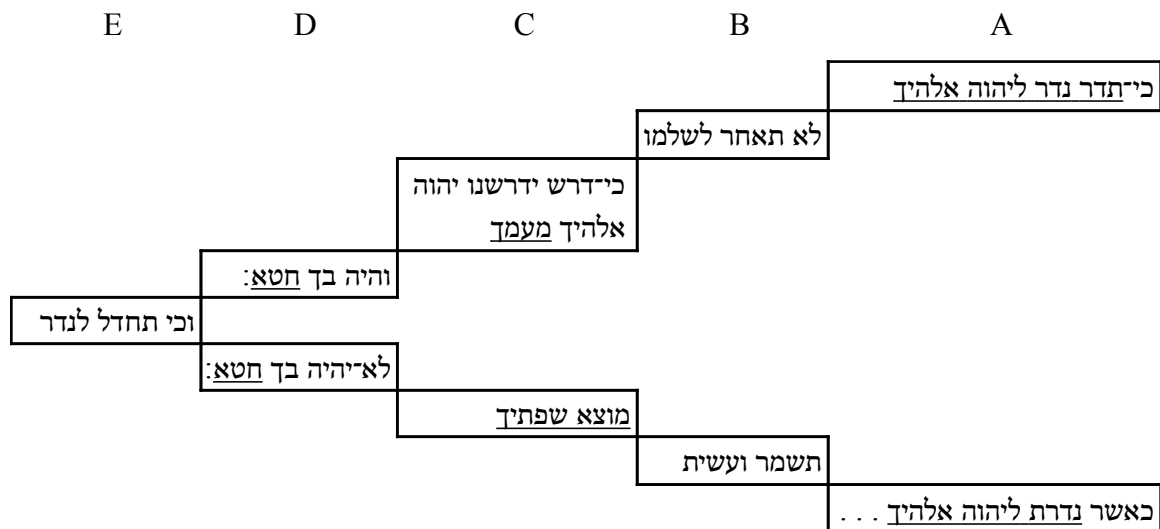 E D C B A
כי־תדר נדר ליהוה אלהיך
לא תאחר לשלמו
כי־דרש ידרשנו יהוה
אלהיך מעמך
והיה בך חטא:
וכי תחדל לנדר
לא־יהיה בך חטא:
מוצא שפתיך
תשמר ועשית
כאשר נדרת ליהוה אלהיך . . .